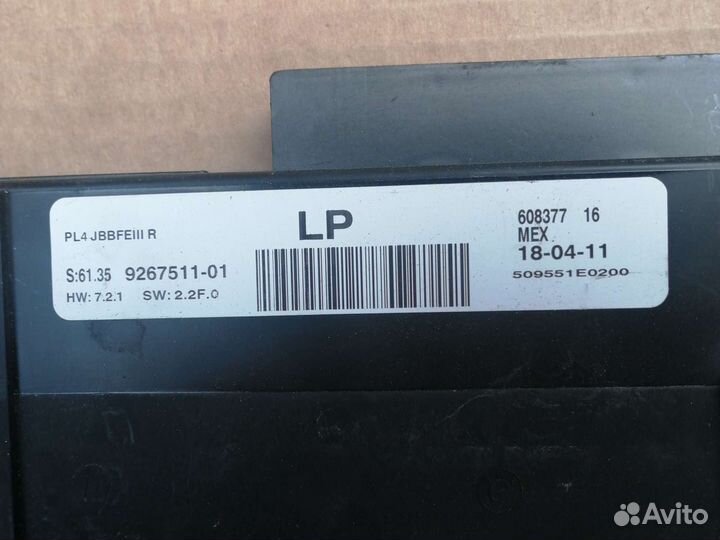 PL4 JBBFEIII R
LP
608377 16
MEX
18-04-11
S:61.35 9267511-01
509551E0200
HW: 7.2.1 SW: 2.2F.0
Avito